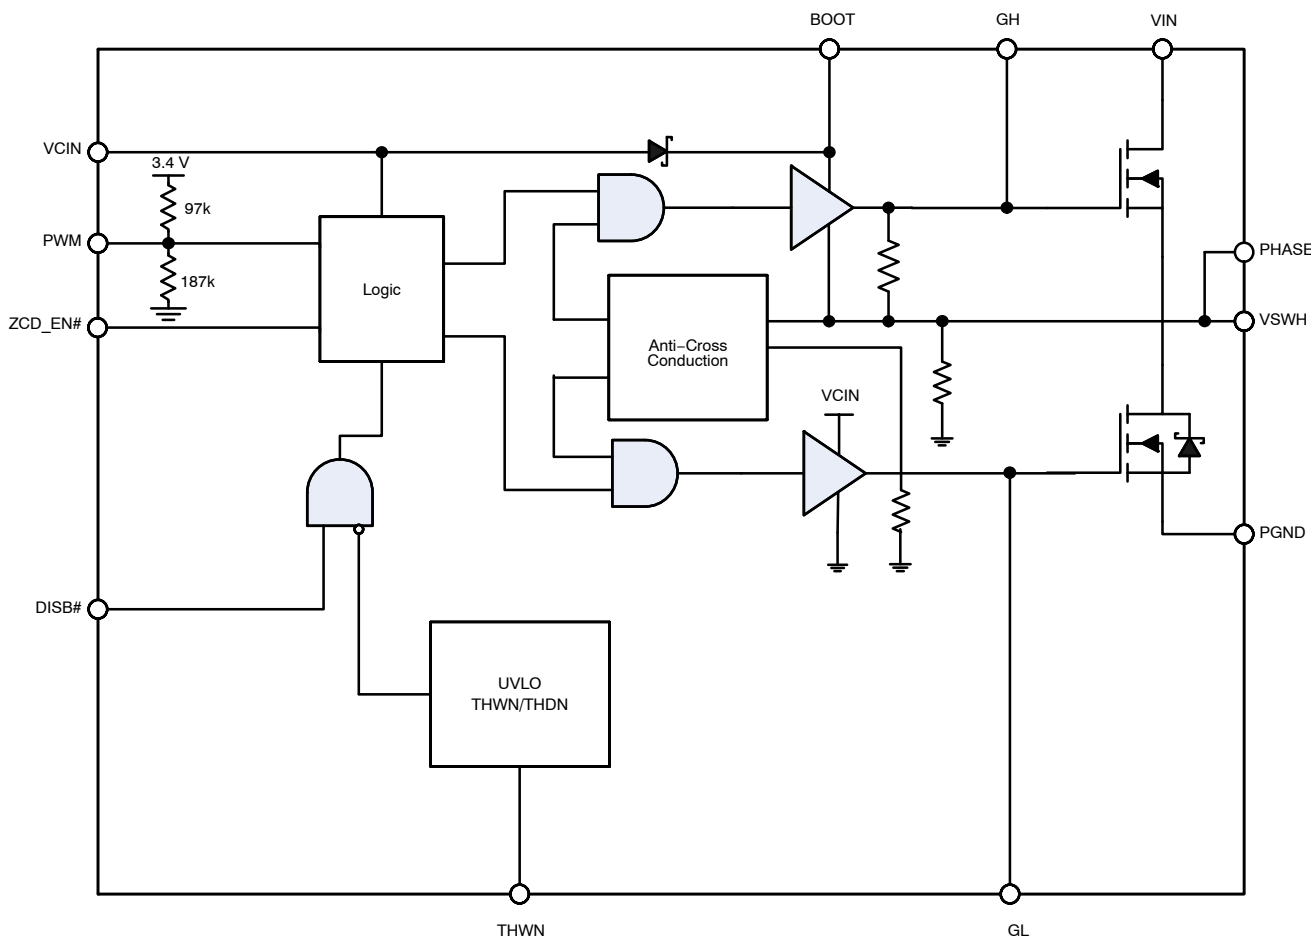 BOOT
GH
VIN
VCIN
3.4 V
97k
PWM
187k
ZCD_EN#
Logic
Anti−Cross
Conduction
PHASE
VSWH
VCIN
PGND
DISB#
UVLO
THWN/THDN
THWN
GL